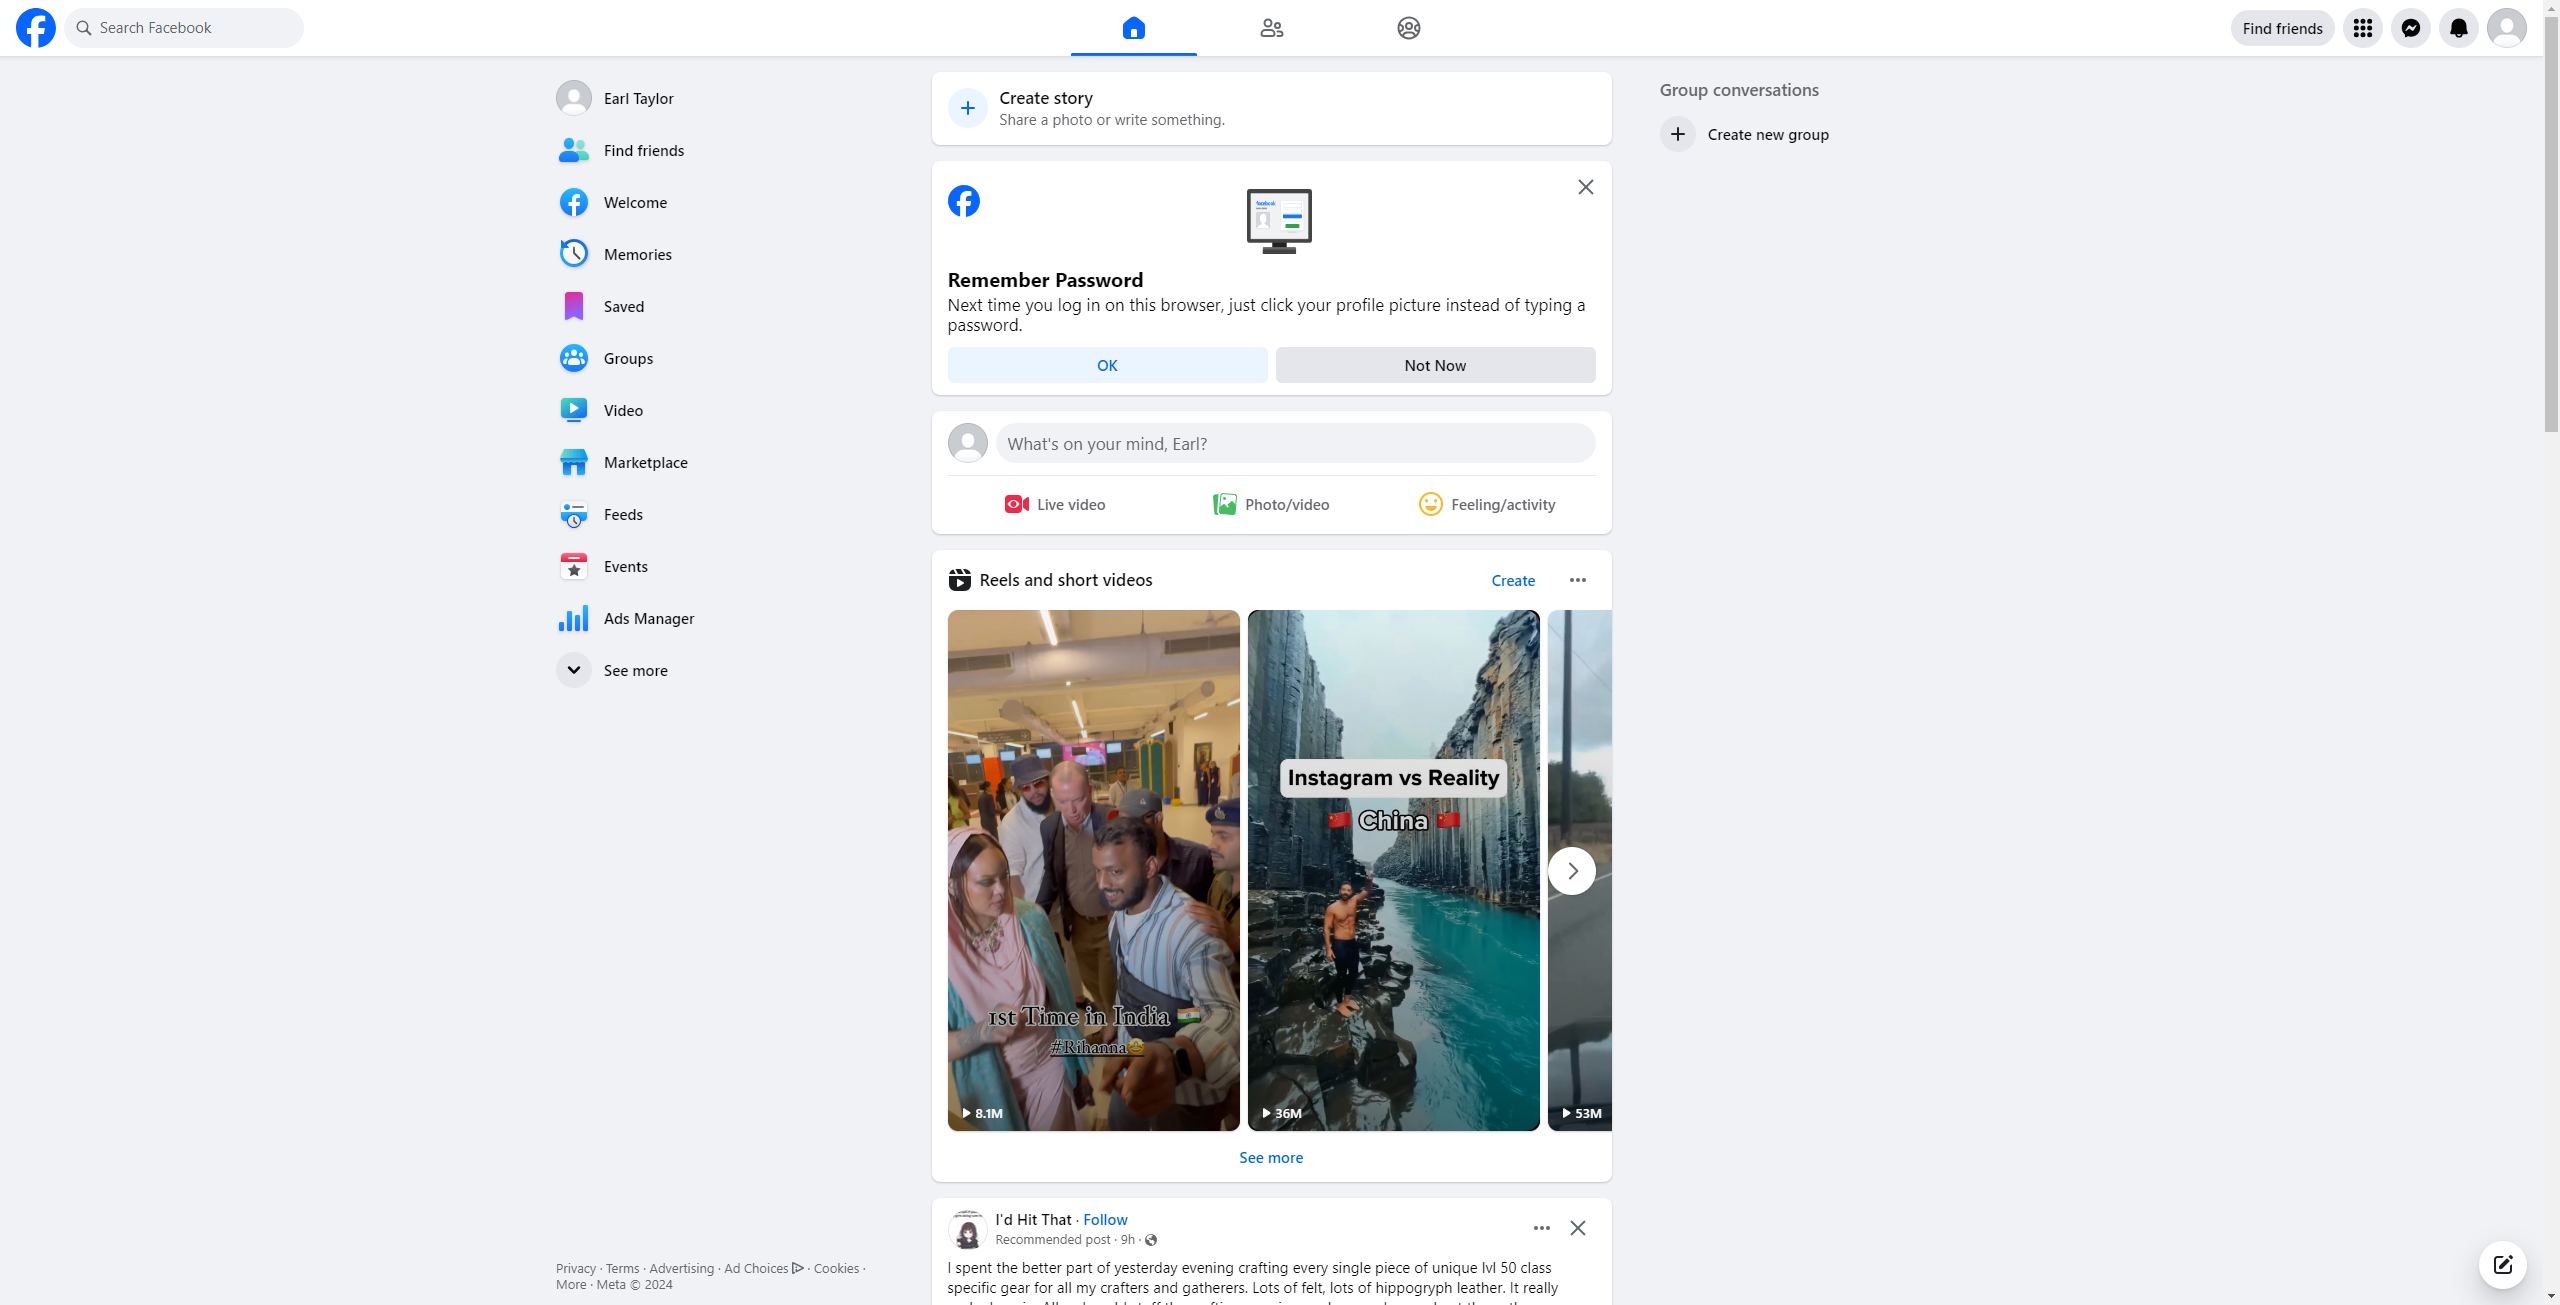 Search Facebook
Find friends
Earl Taylor
Find friends
Welcome
Memories
Saved
Groups
Video
Marketplace
Feeds
Events
Ads Manager
See more
Privacy · Terms · Advertising · Ad Choices · Cookies ·
More · Meta © 2024
Create story
Share a photo or write something.
Remember Password
Next time you log in on this browser, just click your profile picture instead of typing a
password.
OK
Not Now
What's on your mind, Earl?
Live video
Photo/video
Feeling/activity
Reels and short videos
Create
1st Time in India
#Rihanna
8.1M
Instagram vs Reality
China
36M
53M
See more
I'd Hit That · Follow
Recommended post · 9h ·
I spent the better part of yesterday evening crafting every single piece of unique lvl 50 class
specific gear for all my crafters and gatherers. Lots of felt, lots of hippogryph leather. It really
Group conversations
Create new group